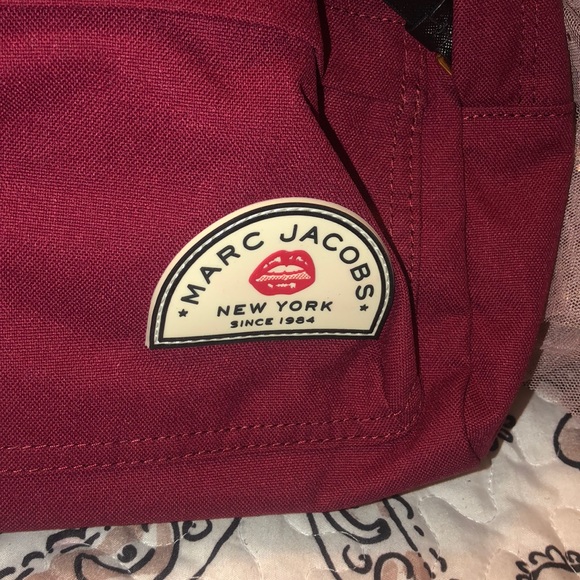 ★ MARC JACOBS ★
NEW YORK
SINCE 1984